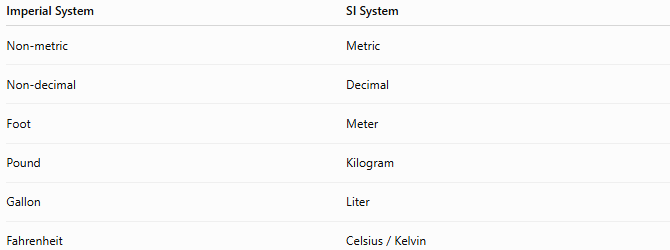 Imperial System SI System
Non-metric Metric
Non-decimal Decimal
Foot Meter
Pound Kilogram
Gallon Liter
Fahrenheit Celsius / Kelvin